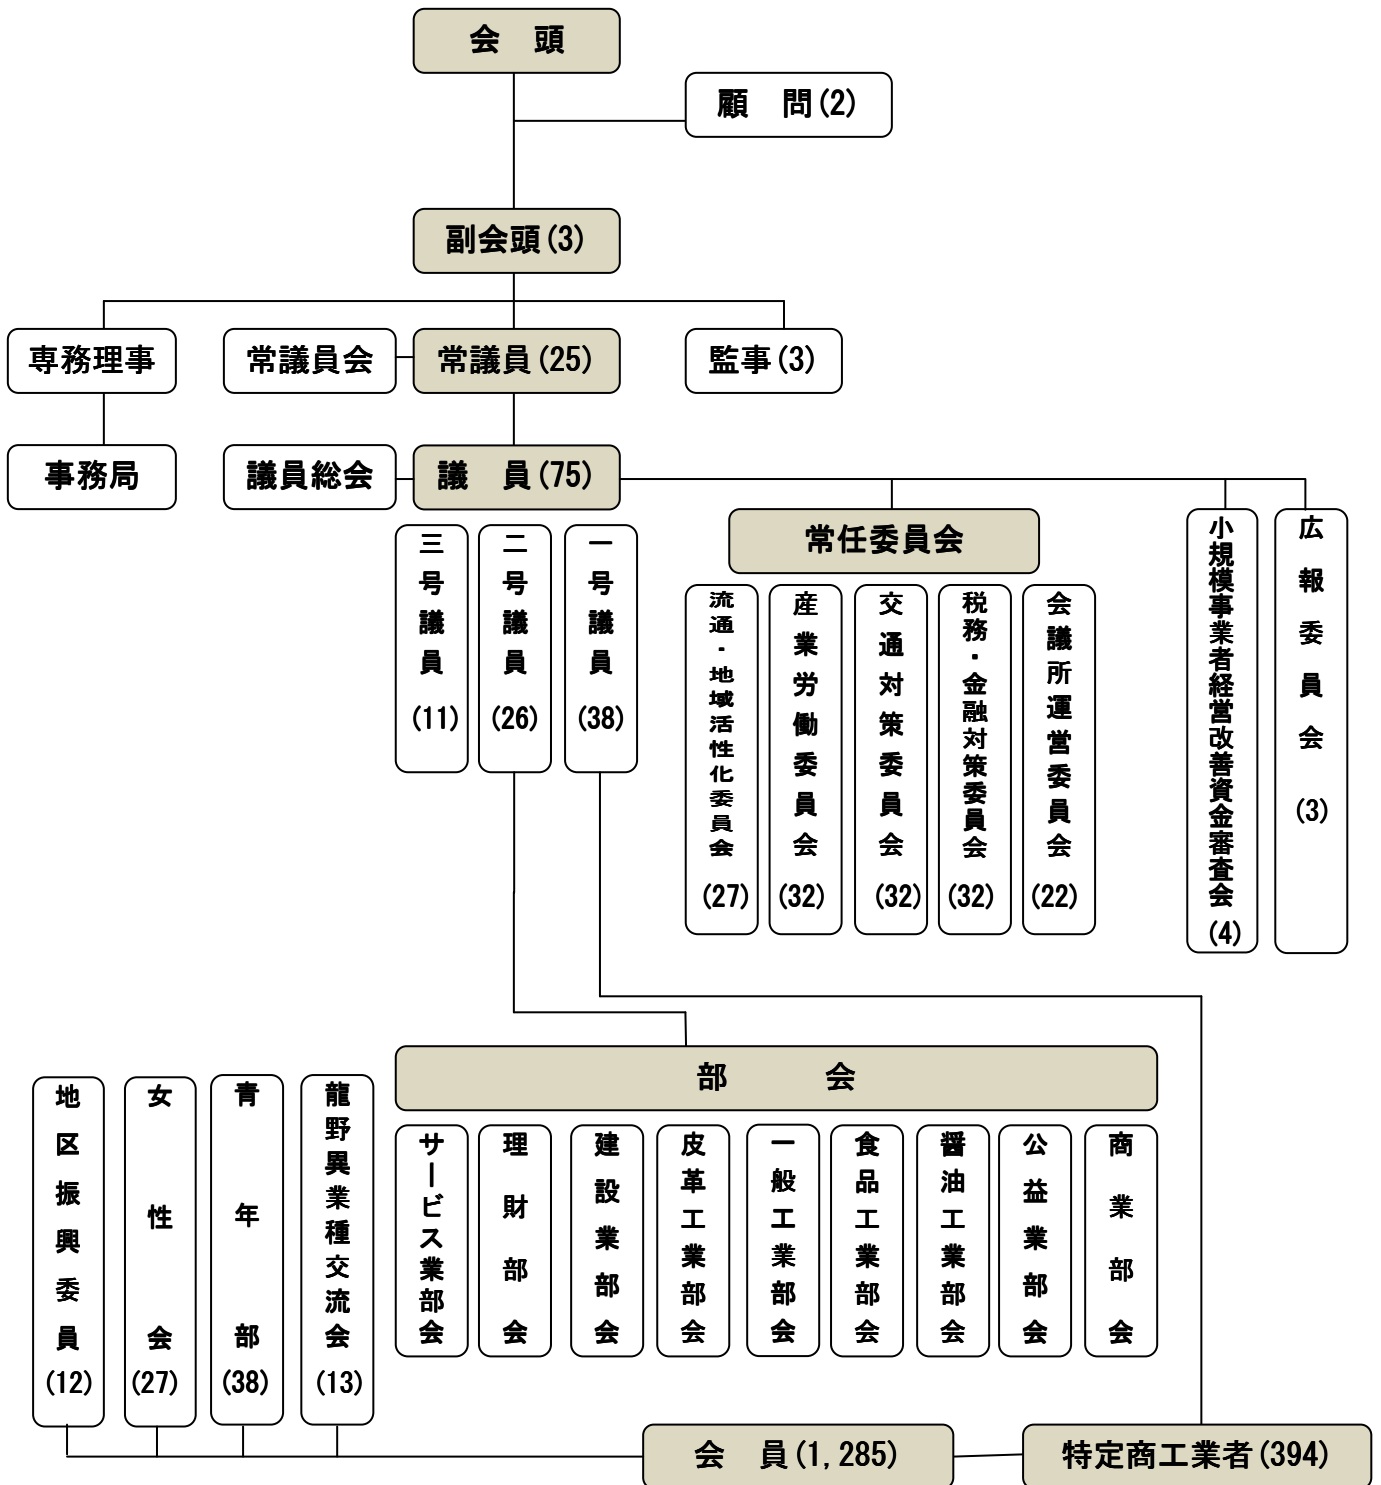 会　頭
顧　問(2)
副会頭(3)
専務理事
常議員会
常議員(25)
監事(3)
事務局
議員総会
議　員(75)
三号議員(11)
二号議員(26)
一号議員(38)
常任委員会
流通・地域活性化委員会(27)
産業労働委員会(32)
交通対策委員会(32)
税務・金融対策委員会(32)
会議所運営委員会(22)
小規模事業者経営改善資金審査会(4)
広報委員会(3)
部　　　会
地区振興委員(12)
女性会(27)
青年部(38)
龍野異業種交流会(13)
サービス業部会
理財部会
建設業部会
皮革工業部会
一般工業部会
食品工業部会
醤油工業部会
公益業部会
商業部会
会　員(1,285)
特定商工業者(394)